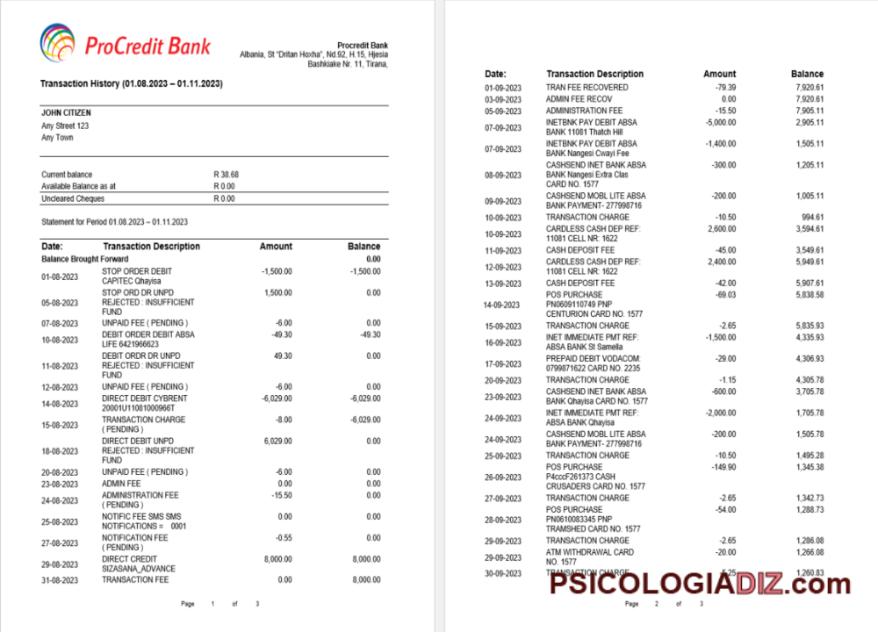 ProCredit Bank
Procredit Bank
Albania, St "Dritan Hoxha", Nd.92, H.15, Hjesia
Bashkiake Nr. 11, Tirana,
Transaction History (01.08.2023 – 01.11.2023)
JOHN CITIZEN
Any Street 123
Any Town
Current balance R 38.68
Available Balance as at R 0.00
Uncleared Cheques R 0.00
Statement for Period 01.08.2023 – 01.11.2023
Date: Transaction Description Amount Balance
Balance Brought Forward 0.00
01-08-2023 STOP ORDER DEBIT -1,500.00 -1,500.00
CAPITEC Qhayisa
05-08-2023 STOP ORD DR UNPD 1,500.00 0.00
REJECTED : INSUFFICIENT
FUND
07-08-2023 UNPAID FEE ( PENDING ) -6.00 0.00
10-08-2023 DEBIT ORDER DEBIT ABSA -49.30 -49.30
LIFE 6421966623
11-08-2023 DEBIT ORDR DR UNPD 49.30 0.00
REJECTED : INSUFFICIENT
FUND
12-08-2023 UNPAID FEE ( PENDING ) -6.00 0.00
14-08-2023 DIRECT DEBIT CYBRENT -6,029.00 -6,029.00
20001U11081000966T
15-08-2023 TRANSACTION CHARGE -8.00 -6,029.00
( PENDING )
18-08-2023 DIRECT DEBIT UNPD 6,029.00 0.00
REJECTED : INSUFFICIENT
FUND
20-08-2023 UNPAID FEE ( PENDING ) -6.00 0.00
23-08-2023 ADMIN FEE 0.00 0.00
24-08-2023 ADMINISTRATION FEE -15.50 0.00
( PENDING )
25-08-2023 NOTIFIC FEE SMS SMS 0.00 0.00
NOTIFICATIONS = 0001
27-08-2023 NOTIFICATION FEE -0.55 0.00
( PENDING )
29-08-2023 DIRECT CREDIT 8,000.00 8,000.00
SIZASANA_ADVANCE
31-08-2023 TRANSACTION FEE 0.00 8,000.00
Page 1 of 3
Date: Transaction Description Amount Balance
01-09-2023 TRAN FEE RECOVERED -79.39 7,920.61
03-09-2023 ADMIN FEE RECOV 0.00 7,920.61
05-09-2023 ADMINISTRATION FEE -15.50 7,905.11
07-09-2023 INETBNK PAY DEBIT ABSA -5,000.00 2,905.11
BANK 11081 Thatch Hill
07-09-2023 INETBNK PAY DEBIT ABSA -1,400.00 1,505.11
BANK Nangesi Cwayi Fee
08-09-2023 CASHSEND INET BANK ABSA -300.00 1,205.11
BANK Nangesi Extra Clas
CARD NO. 1577
09-09-2023 CASHSEND MOBL LITE ABSA -200.00 1,005.11
BANK PAYMENT- 277998716
10-09-2023 TRANSACTION CHARGE -10.50 994.61
10-09-2023 CARDLESS CASH DEP REF: 2,600.00 3,594.61
11081 CELL NR: 1622
11-09-2023 CASH DEPOSIT FEE -45.00 3,549.61
12-09-2023 CARDLESS CASH DEP REF: 2,400.00 5,949.61
11081 CELL NR: 1622
13-09-2023 CASH DEPOSIT FEE -42.00 5,907.61
14-09-2023 POS PURCHASE -69.03 5,838.58
PN0609110749 PNP
CENTURION CARD NO. 1577
15-09-2023 TRANSACTION CHARGE -2.65 5,835.93
16-09-2023 INET IMMEDIATE PMT REF: -1,500.00 4,335.93
ABSA BANK St Samella
17-09-2023 PREPAID DEBIT VODACOM: -29.00 4,306.93
0799871622 CARD NO. 2235
20-09-2023 TRANSACTION CHARGE -1.15 4,305.78
23-09-2023 CASHSEND INET BANK ABSA -600.00 3,705.78
BANK Qhayisa CARD NO. 1577
24-09-2023 INET IMMEDIATE PMT REF: -2,000.00 1,705.78
ABSA BANK Qhayisa
24-09-2023 CASHSEND MOBL LITE ABSA -200.00 1,505.78
BANK PAYMENT- 277998716
25-09-2023 TRANSACTION CHARGE -10.50 1,495.28
26-09-2023 POS PURCHASE -149.90 1,345.38
P4cccF261373 CASH
CRUSADERS CARD NO. 1577
27-09-2023 TRANSACTION CHARGE -2.65 1,342.73
28-09-2023 POS PURCHASE -54.00 1,288.73
PN0610083345 PNP
TRAMSHED CARD NO. 1577
29-09-2023 TRANSACTION CHARGE -2.65 1,286.08
29-09-2023 ATM WITHDRAWAL CARD -20.00 1,266.08
NO. 1577
30-09-2023 TRANSACTION CHARGE -5.25 1,260.83
PSICOLOGIADIZ.com
Page 2 of 3